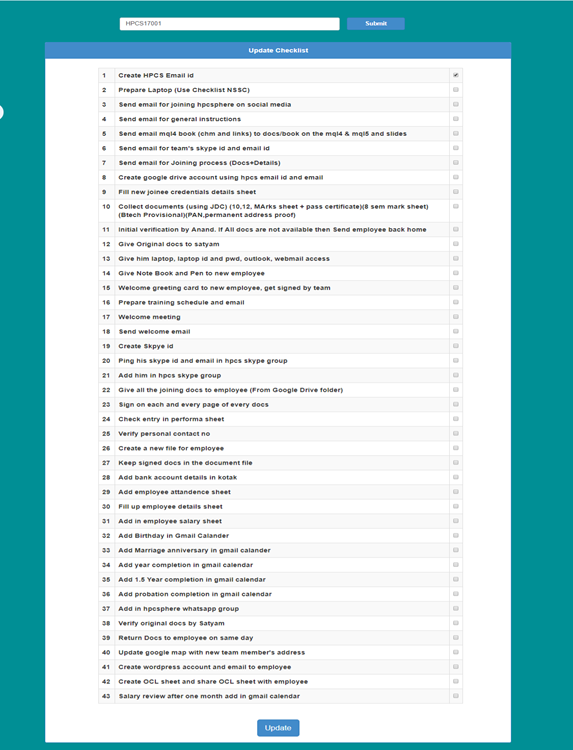 HPCS17001 Submit
Update Checklist
1 Create HPCS Email id
2 Prepare Laptop (Use Checklist NSSC)
3 Send email for joining hpcsphere on social media
4 Send email for general instructions
5 Send email mql4 book (chm and links) to docs/book on the mql4 & mql5 and slides
6 Send email for team's skype id and email id
7 Send email for Joining process (Docs+Details)
8 Create google drive account using hpcs email id and email
9 Fill new joinee credentials details sheet
10 Collect documents (using JDC) (10,12, MArks sheet + pass certificate)(8 sem mark sheet)
(Btech Provisional)(PAN,permanent address proof)
11 Initial verification by Anand. If All docs are not available then Send employee back home
12 Give Original docs to satyam
13 Give him laptop, laptop id and pwd, outlook, webmail access
14 Give Note Book and Pen to new employee
15 Welcome greeting card to new employee, get signed by team
16 Prepare training schedule and email
17 Welcome meeting
18 Send welcome email
19 Create Skpye id
20 Ping his skype id and email in hpcs skype group
21 Add him in hpcs skype group
22 Give all the joining docs to employee (From Google Drive folder)
23 Sign on each and every page of every docs
24 Check entry in performa sheet
25 Verify personal contact no
26 Create a new file for employee
27 Keep signed docs in the document file
28 Add bank account details in kotak
29 Add employee attandence sheet
30 Fill up employee details sheet
31 Add in employee salary sheet
32 Add Birthday in Gmail Calander
33 Add Marriage anniversary in gmail calander
34 Add year completion in gmail calendar
35 Add 1.5 Year completion in gmail calendar
36 Add probation completion in gmail calendar
37 Add in hpcsphere whatsapp group
38 Verify original docs by Satyam
39 Return Docs to employee on same day
40 Update google map with new team member's address
41 Create wordpress account and email to employee
42 Create OCL sheet and share OCL sheet with employee
43 Salary review after one month add in gmail calendar
Update